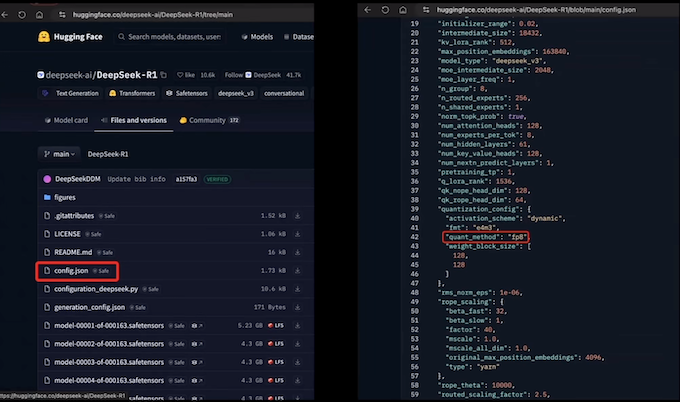 huggingface.co/deepseek-ai/DeepSeek-R1/tree/main
Hugging Face
Search models, datasets, user
Models
Datase
deepseek-ai/DeepSeek-R1
like 10.6k
Follow
DeepSeek 41.7k
Text Generation
Transformers
Safetensors
deepseek_v3
conversational
Model card
Files and versions
Community 172
main
DeepSeek-R1
DeepSeekDDM Update bib info a157fa3 VERIFIED
figures
.gitattributes Safe 1.52 kB
LICENSE Safe 1.06 kB
README.md Safe 16 kB
config.json Safe 1.73 kB
configuration_deepseek.py Safe 10.6 kB
generation_config.json Safe 171 Bytes
model-00001-of-000163.safetensors Safe 5.23 GB LFS
model-00002-of-000163.safetensors Safe 4.3 GB LFS
model-00003-of-000163.safetensors Safe 4.3 GB LFS
model-00004-of-000163.safetensors Safe 4.3 GB LFS
https://huggingface.co/deepseek-ai/DeepSeek-R1
huggingface.co/deepseek-ai/DeepSeek-R1/blob/main/config.json
19 "initializer_range": 0.02,
20 "intermediate_size": 18432,
21 "kv_lora_rank": 512,
22 "max_position_embeddings": 163840,
23 "model_type": "deepseek_v3",
24 "moe_intermediate_size": 2048,
25 "moe_layer_freq": 1,
26 "n_group": 8,
27 "n_routed_experts": 256,
28 "n_shared_experts": 1,
29 "norm_topk_prob": true,
30 "num_attention_heads": 128,
31 "num_experts_per_tok": 8,
32 "num_hidden_layers": 61,
33 "num_key_value_heads": 128,
34 "num_nextn_predict_layers": 1,
35 "pretraining_tp": 1,
36 "q_lora_rank": 1536,
37 "qk_nope_head_dim": 128,
38 "qk_rope_head_dim": 64,
39 "quantization_config": {
40 "activation_scheme": "dynamic",
41 "fmt": "e4m3",
42 "quant_method": "fp8",
43 "weight_block_size": [
44 128,
45 128
46 ]
47 },
48 "rms_norm_eps": 1e-06,
49 "rope_scaling": {
50 "beta_fast": 32,
51 "beta_slow": 1,
52 "factor": 40,
53 "mscale": 1.0,
54 "mscale_all_dim": 1.0,
55 "original_max_position_embeddings": 4096,
56 "type": "yarn"
57 },
58 "rope_theta": 10000,
59 "routed_scaling_factor": 2.5,